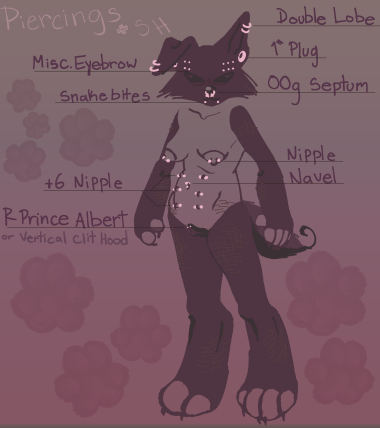 Piercings SH
Double Lobe
1" Plug
Misc. Eyebrow
00g Septum
snakebites
Nipple
Navel
+6 Nipple
R-Prince Albert
or Vertical Clit Hood